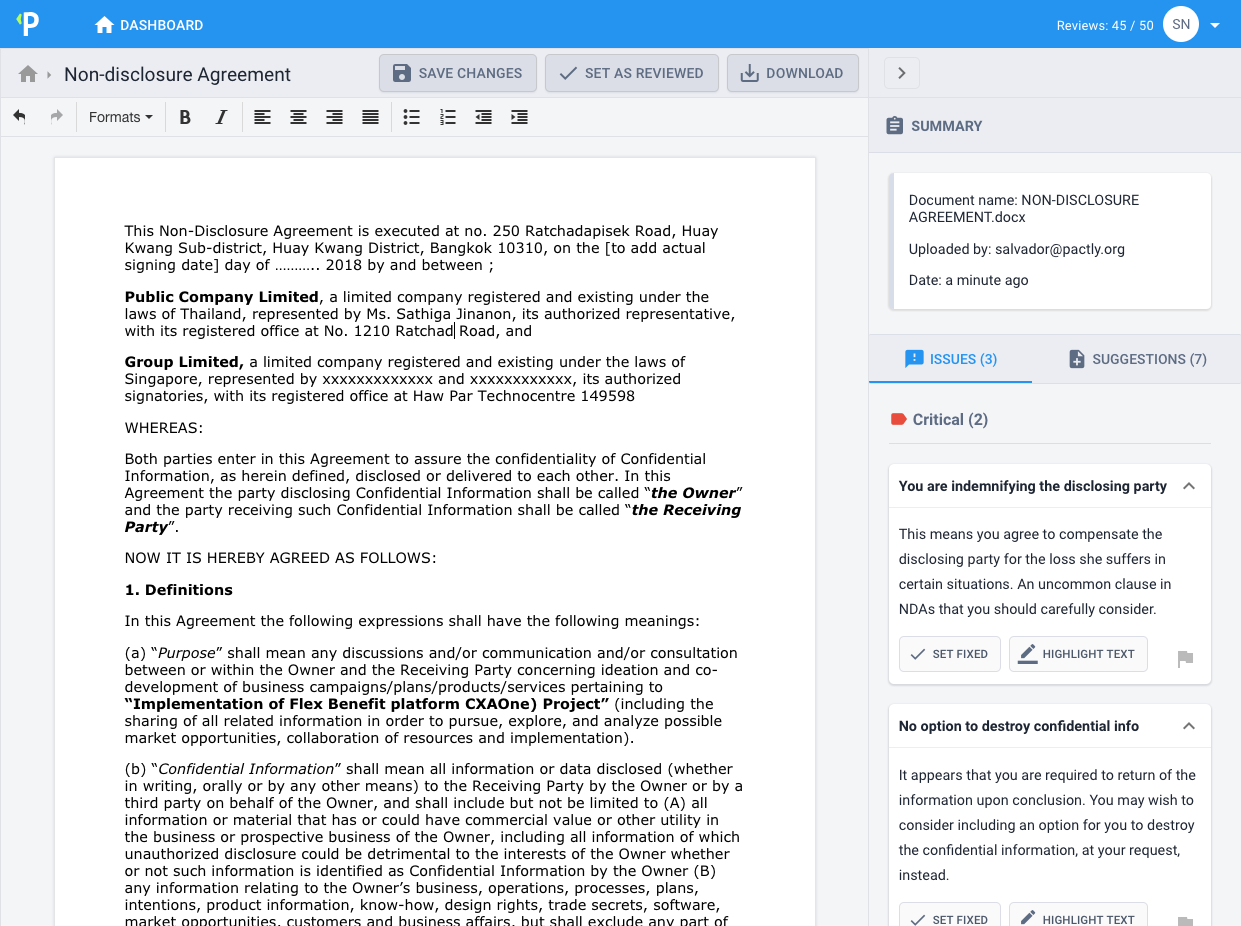 P
DASHBOARD
Reviews: 45 / 50
SN
Non-disclosure Agreement
SAVE CHANGES
SET AS REVIEWED
DOWNLOAD
Formats
B
I
This Non-Disclosure Agreement is executed at no. 250 Ratchadapisek Road, Huay
Kwang Sub-district, Huay Kwang District, Bangkok 10310, on the [to add actual
signing date] day of ……….. 2018 by and between ;
Public Company Limited, a limited company registered and existing under the
laws of Thailand, represented by Ms. Sathiga Jinanon, its authorized representative,
with its registered office at No. 1210 Ratchad Road, and
Group Limited, a limited company registered and existing under the laws of
Singapore, represented by xxxxxxxxxxxxx and xxxxxxxxxxxx, its authorized
signatories, with its registered office at Haw Par Technocentre 149598
WHEREAS:
Both parties enter in this Agreement to assure the confidentiality of Confidential
Information, as herein defined, disclosed or delivered to each other. In this
Agreement the party disclosing Confidential Information shall be called “the Owner”
and the party receiving such Confidential Information shall be called “the Receiving
Party”.
NOW IT IS HEREBY AGREED AS FOLLOWS:
1. Definitions
In this Agreement the following expressions shall have the following meanings:
(a) “Purpose” shall mean any discussions and/or communication and/or consultation
between or within the Owner and the Receiving Party concerning ideation and co-
development of business campaigns/plans/products/services pertaining to
“Implementation of Flex Benefit platform CXAOne) Project” (including the
sharing of all related information in order to pursue, explore, and analyze possible
market opportunities, collaboration of resources and implementation).
(b) “Confidential Information” shall mean all information or data disclosed (whether
in writing, orally or by any other means) to the Receiving Party by the Owner or by a
third party on behalf of the Owner, and shall include but not be limited to (A) all
information or material that has or could have commercial value or other utility in
the business or prospective business of the Owner, including all information of which
unauthorized disclosure could be detrimental to the interests of the Owner whether
or not such information is identified as Confidential Information by the Owner (B)
any information relating to the Owner’s business, operations, processes, plans,
intentions, product information, know-how, design rights, trade secrets, software,
market opportunities, customers and business affairs, but shall exclude any part of
SUMMARY
Document name: NON-DISCLOSURE
AGREEMENT.docx
Uploaded by: salvador@pactly.org
Date: a minute ago
ISSUES (3)
SUGGESTIONS (7)
Critical (2)
You are indemnifying the disclosing party
This means you agree to compensate the
disclosing party for the loss she suffers in
certain situations. An uncommon clause in
NDAs that you should carefully consider.
SET FIXED
HIGHLIGHT TEXT
No option to destroy confidential info
It appears that you are required to return of the
information upon conclusion. You may wish to
consider including an option for you to destroy
the confidential information, at your request,
instead.
SET FIXED
HIGHLIGHT TEXT